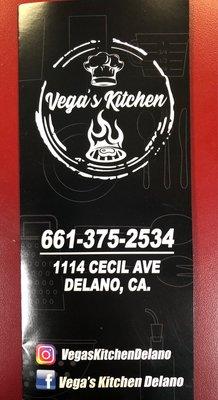 Vega's Kitchen
661-375-2534
1114 CECIL AVE
DELANO, CA.
VegasKitchenDelano
Vega's Kitchen Delano